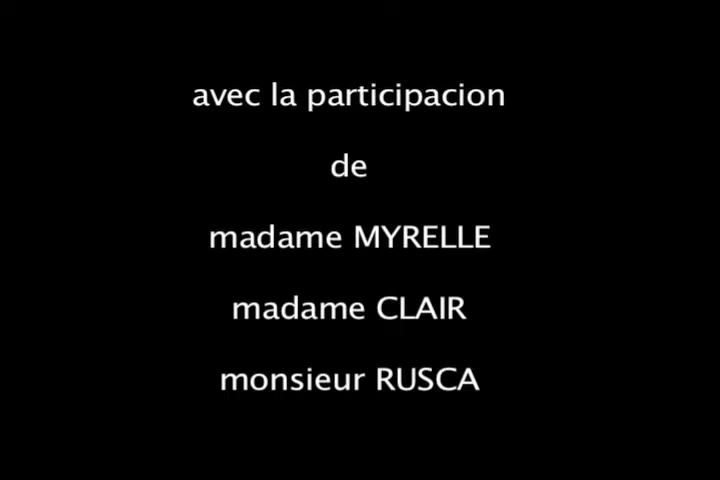 avec la participacion
de
madame MYRELLE
madame CLAIR
monsieur RUSCA